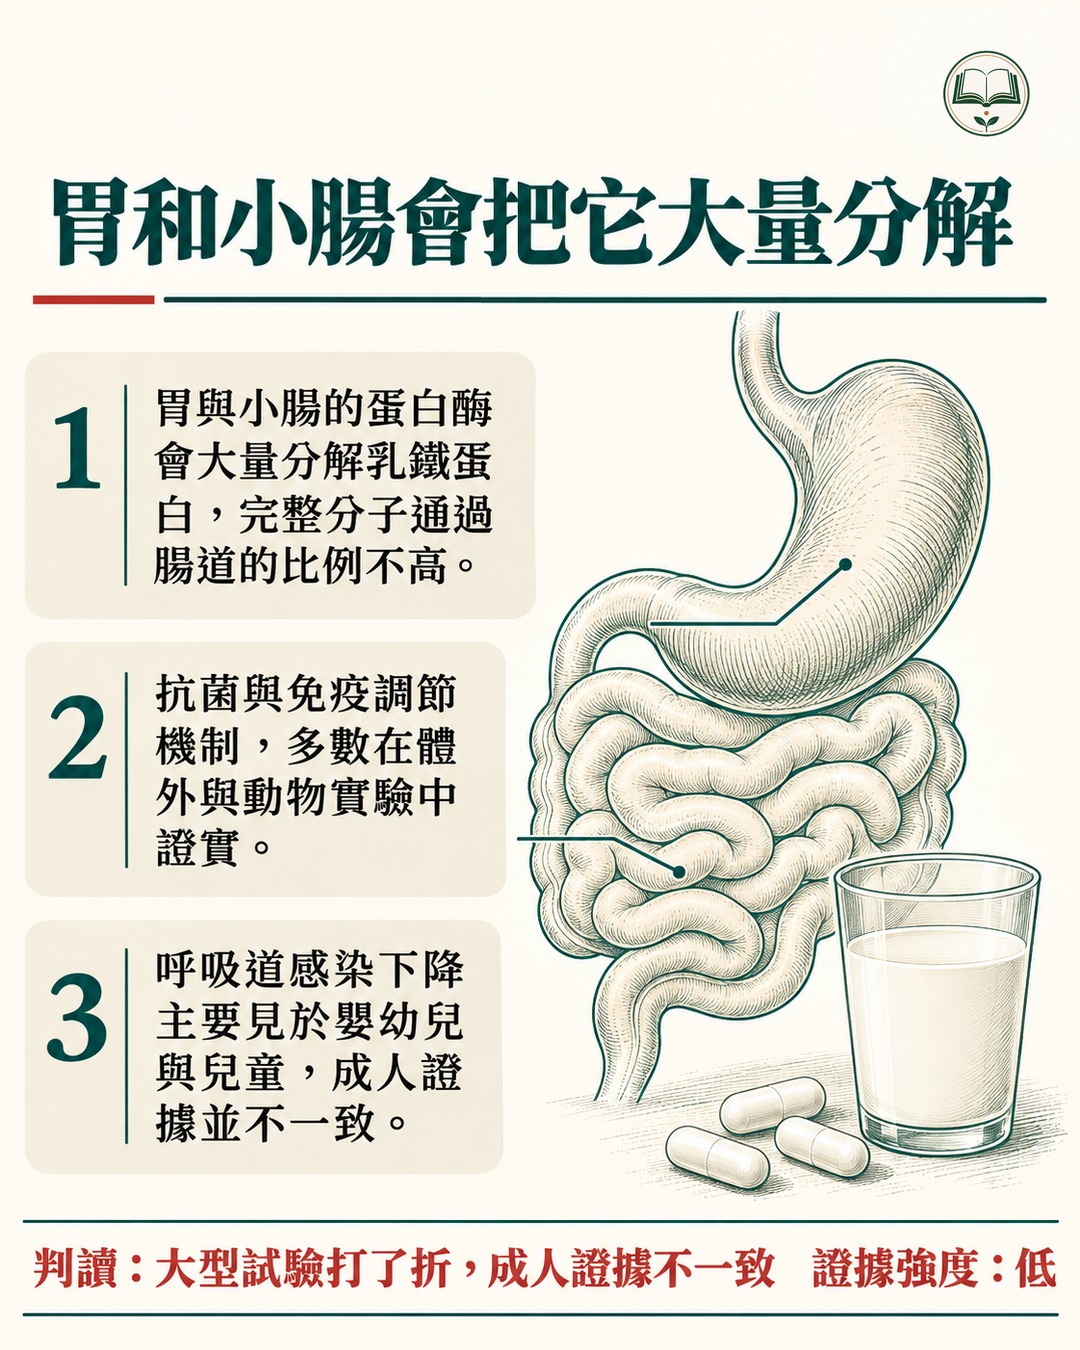 胃和小腸會把它大量分解
1
胃與小腸的蛋白酶
會大量分解乳鐵蛋
白，完整分子通過
腸道的比例不高。
2
抗菌與免疫調節
機制，多數在體
外與動物實驗中
證實。
3
呼吸道感染下降
主要見於嬰幼兒
與兒童，成人證
據並不一致。
判讀：大型試驗打了折，成人證據不一致 證據強度：低